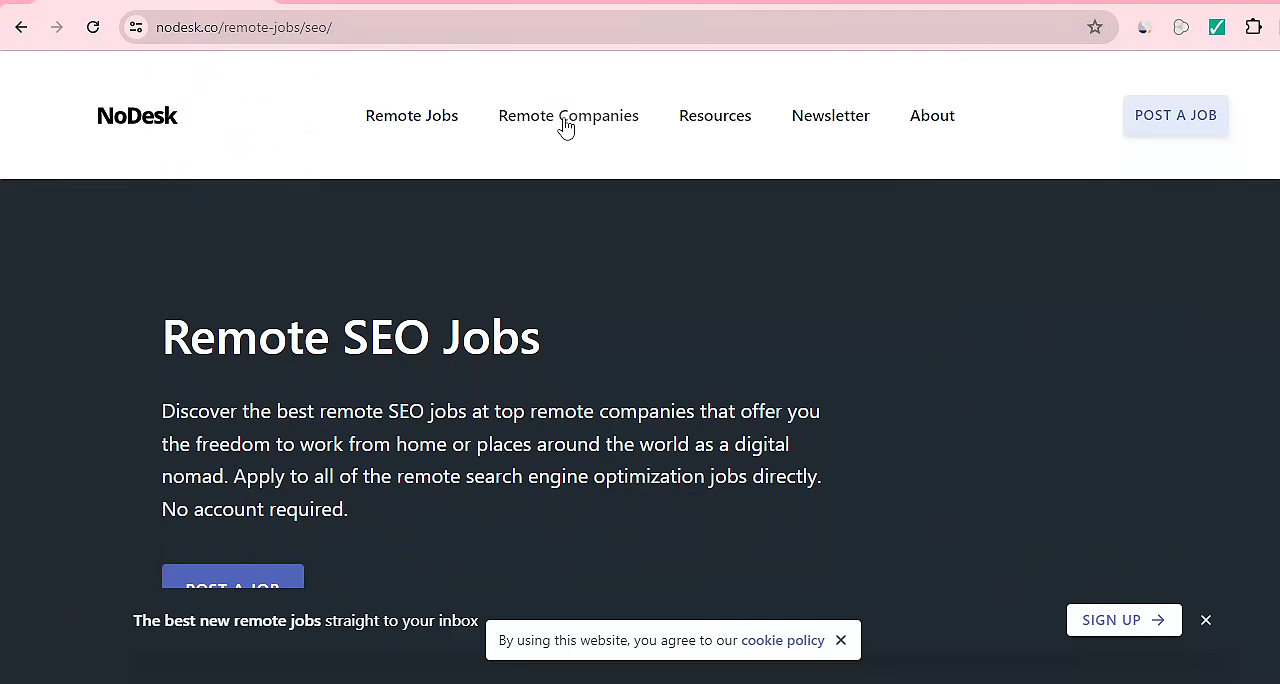 nodesk.co/remote-jobs/seo/
NoDesk
Remote Jobs
Remote Companies
Resources
Newsletter
About
POST A JOB
Remote SEO Jobs
Discover the best remote SEO jobs at top remote companies that offer you
the freedom to work from home or places around the world as a digital
nomad. Apply to all of the remote search engine optimization jobs directly.
No account required.
POST A JOB
The best new remote jobs straight to your inbox
SIGN UP →
By using this website, you agree to our cookie policy